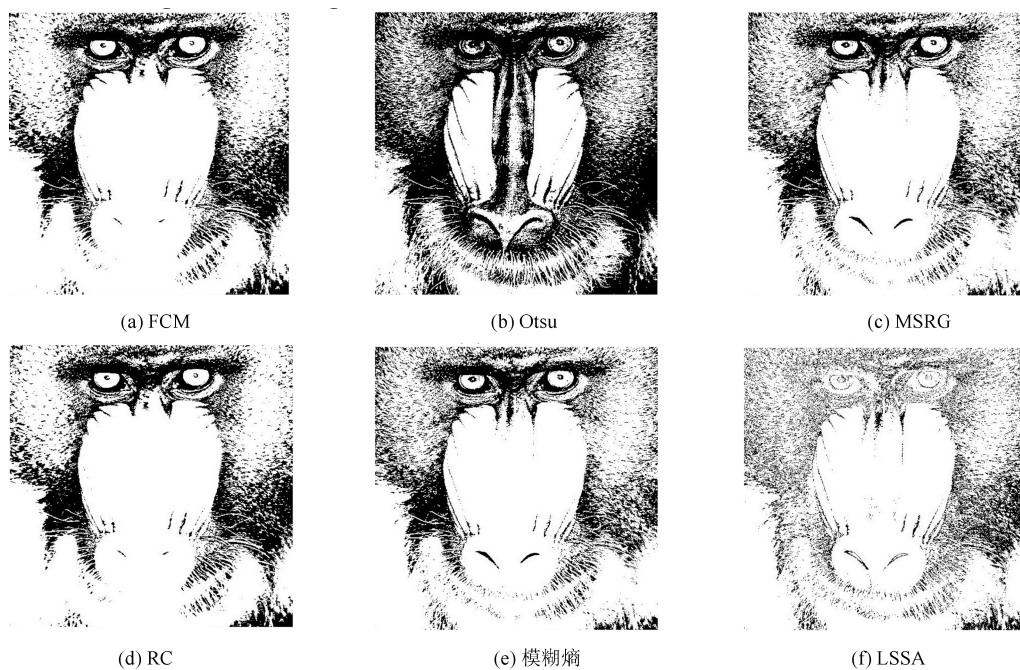 (a) FCM
(b) Otsu
(c) MSRG
(d) RC
(e) 模糊熵
(f) LSSA